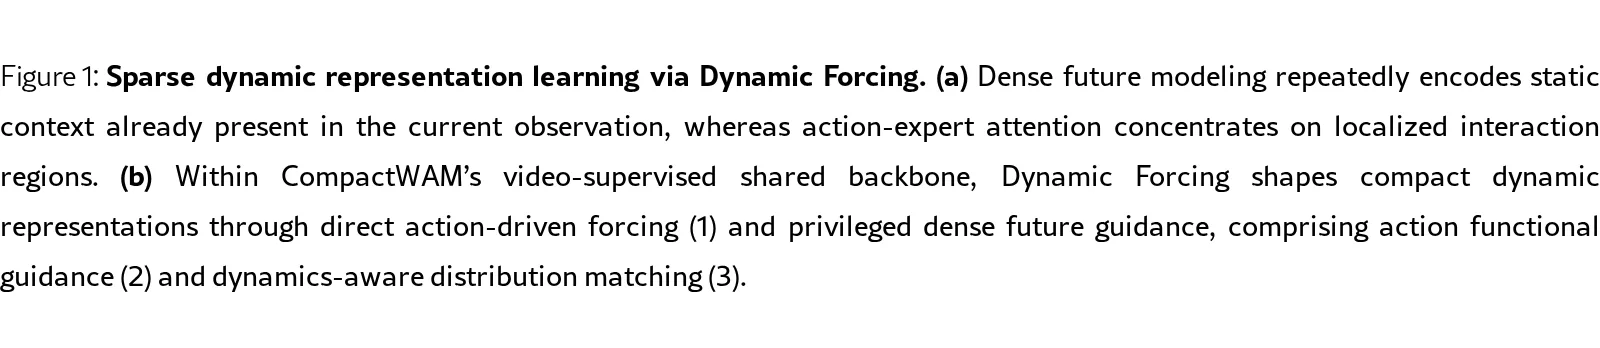 Figure 1: Sparse dynamic representation learning via Dynamic Forcing. (a) Dense future modeling repeatedly encodes static
context already present in the current observation, whereas action-expert attention concentrates on localized interaction
regions. (b) Within CompactWAM’s video-supervised shared backbone, Dynamic Forcing shapes compact dynamic
representations through direct action-driven forcing (1) and privileged dense future guidance, comprising action functional
guidance (2) and dynamics-aware distribution matching (3).